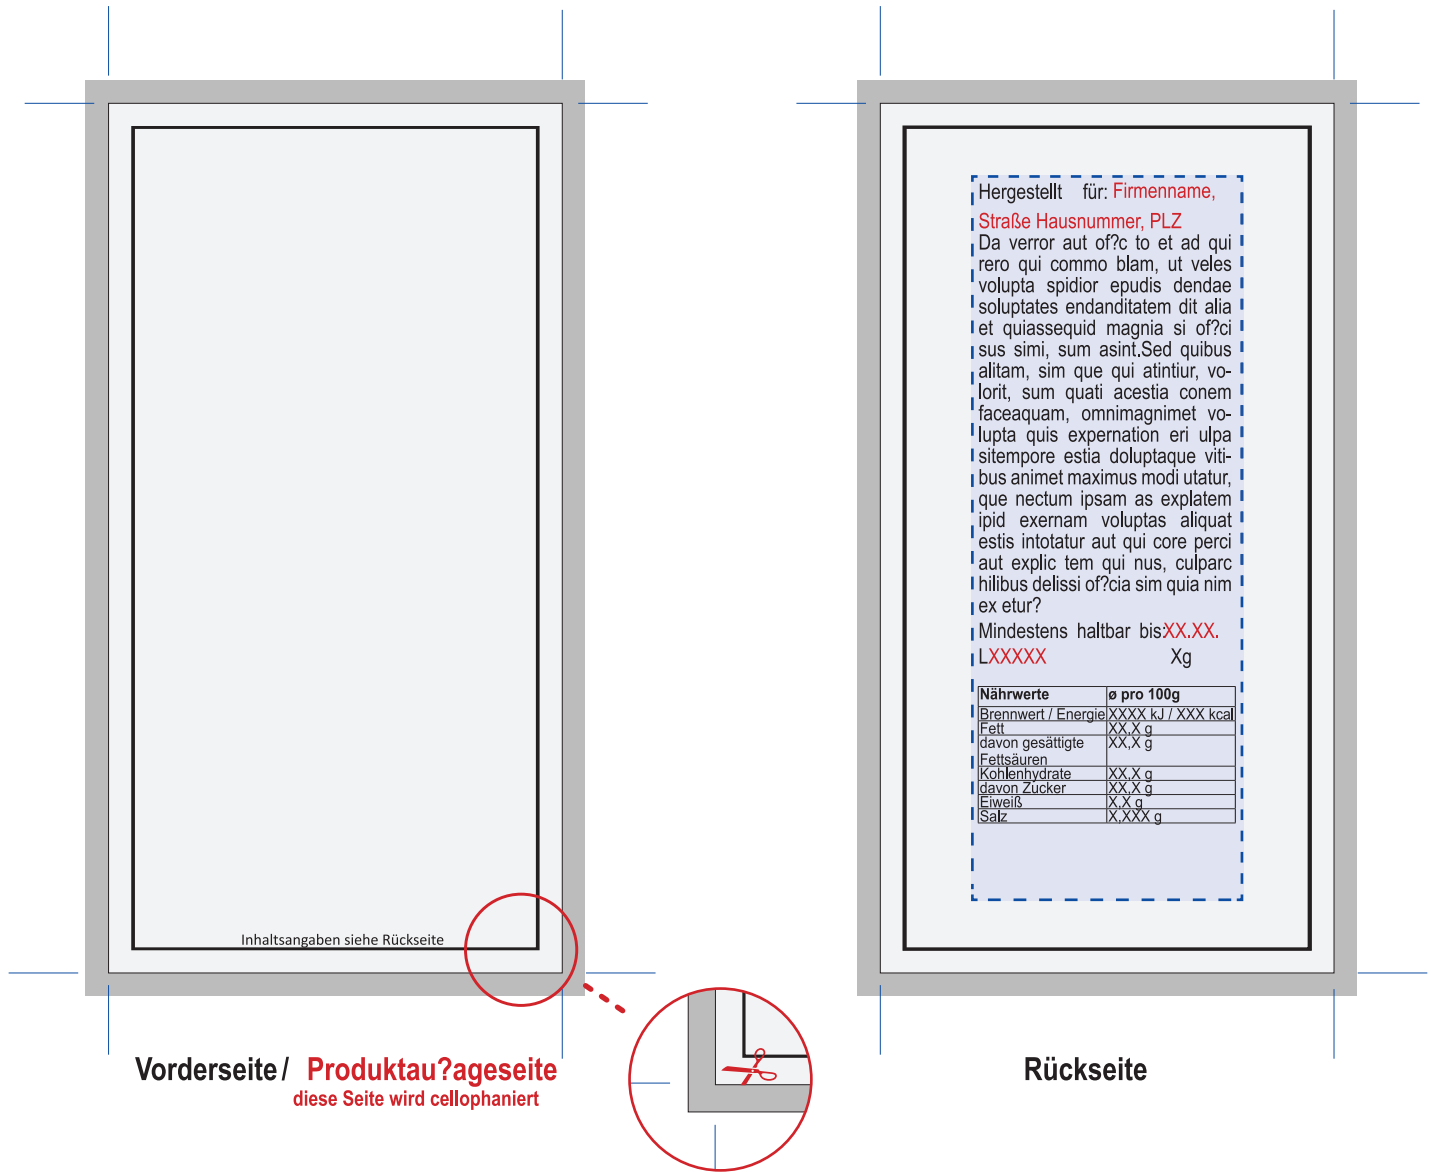 Inhaltsangaben siehe Rückseite
Vorderseite / Produktau?ageseite
diese Seite wird cellophaniert
Hergestellt für: Firmenname,
Straße Hausnummer, PLZ
Da verror aut of?c to et ad qui
rero qui commo blam, ut veles
volupta spidior epudis dendae
soluptates endanditatem dit alia
et quiassequid magnia si of?ci
sus simi, sum asint.Sed quibus
alitam, sim que qui atintiur, vo-
lorit, sum quati acestia conem
faceaquam, omnimagnimet vo-
lupta quis expernation eri ulpa
sitempore estia doluptaque viti-
bus animet maximus modi utatur,
que nectum ipsam as explatem
ipid exernam voluptas aliquat
estis intotatur aut qui core perci
aut explic tem qui nus, culparc
hilibus delissi of?cia sim quia nim
ex etur?
Mindestens haltbar bis:XX.XX.
LXXXXX Xg
Nährwerte ø pro 100g
Brennwert / Energie XXXX kJ / XXX kcal
Fett XX,X g
davon gesättigte XX,X g
Fettsäuren
Kohlenhydrate XX,X g
davon Zucker XX,X g
Eiweiß X,X g
Salz X,XXX g
Rückseite